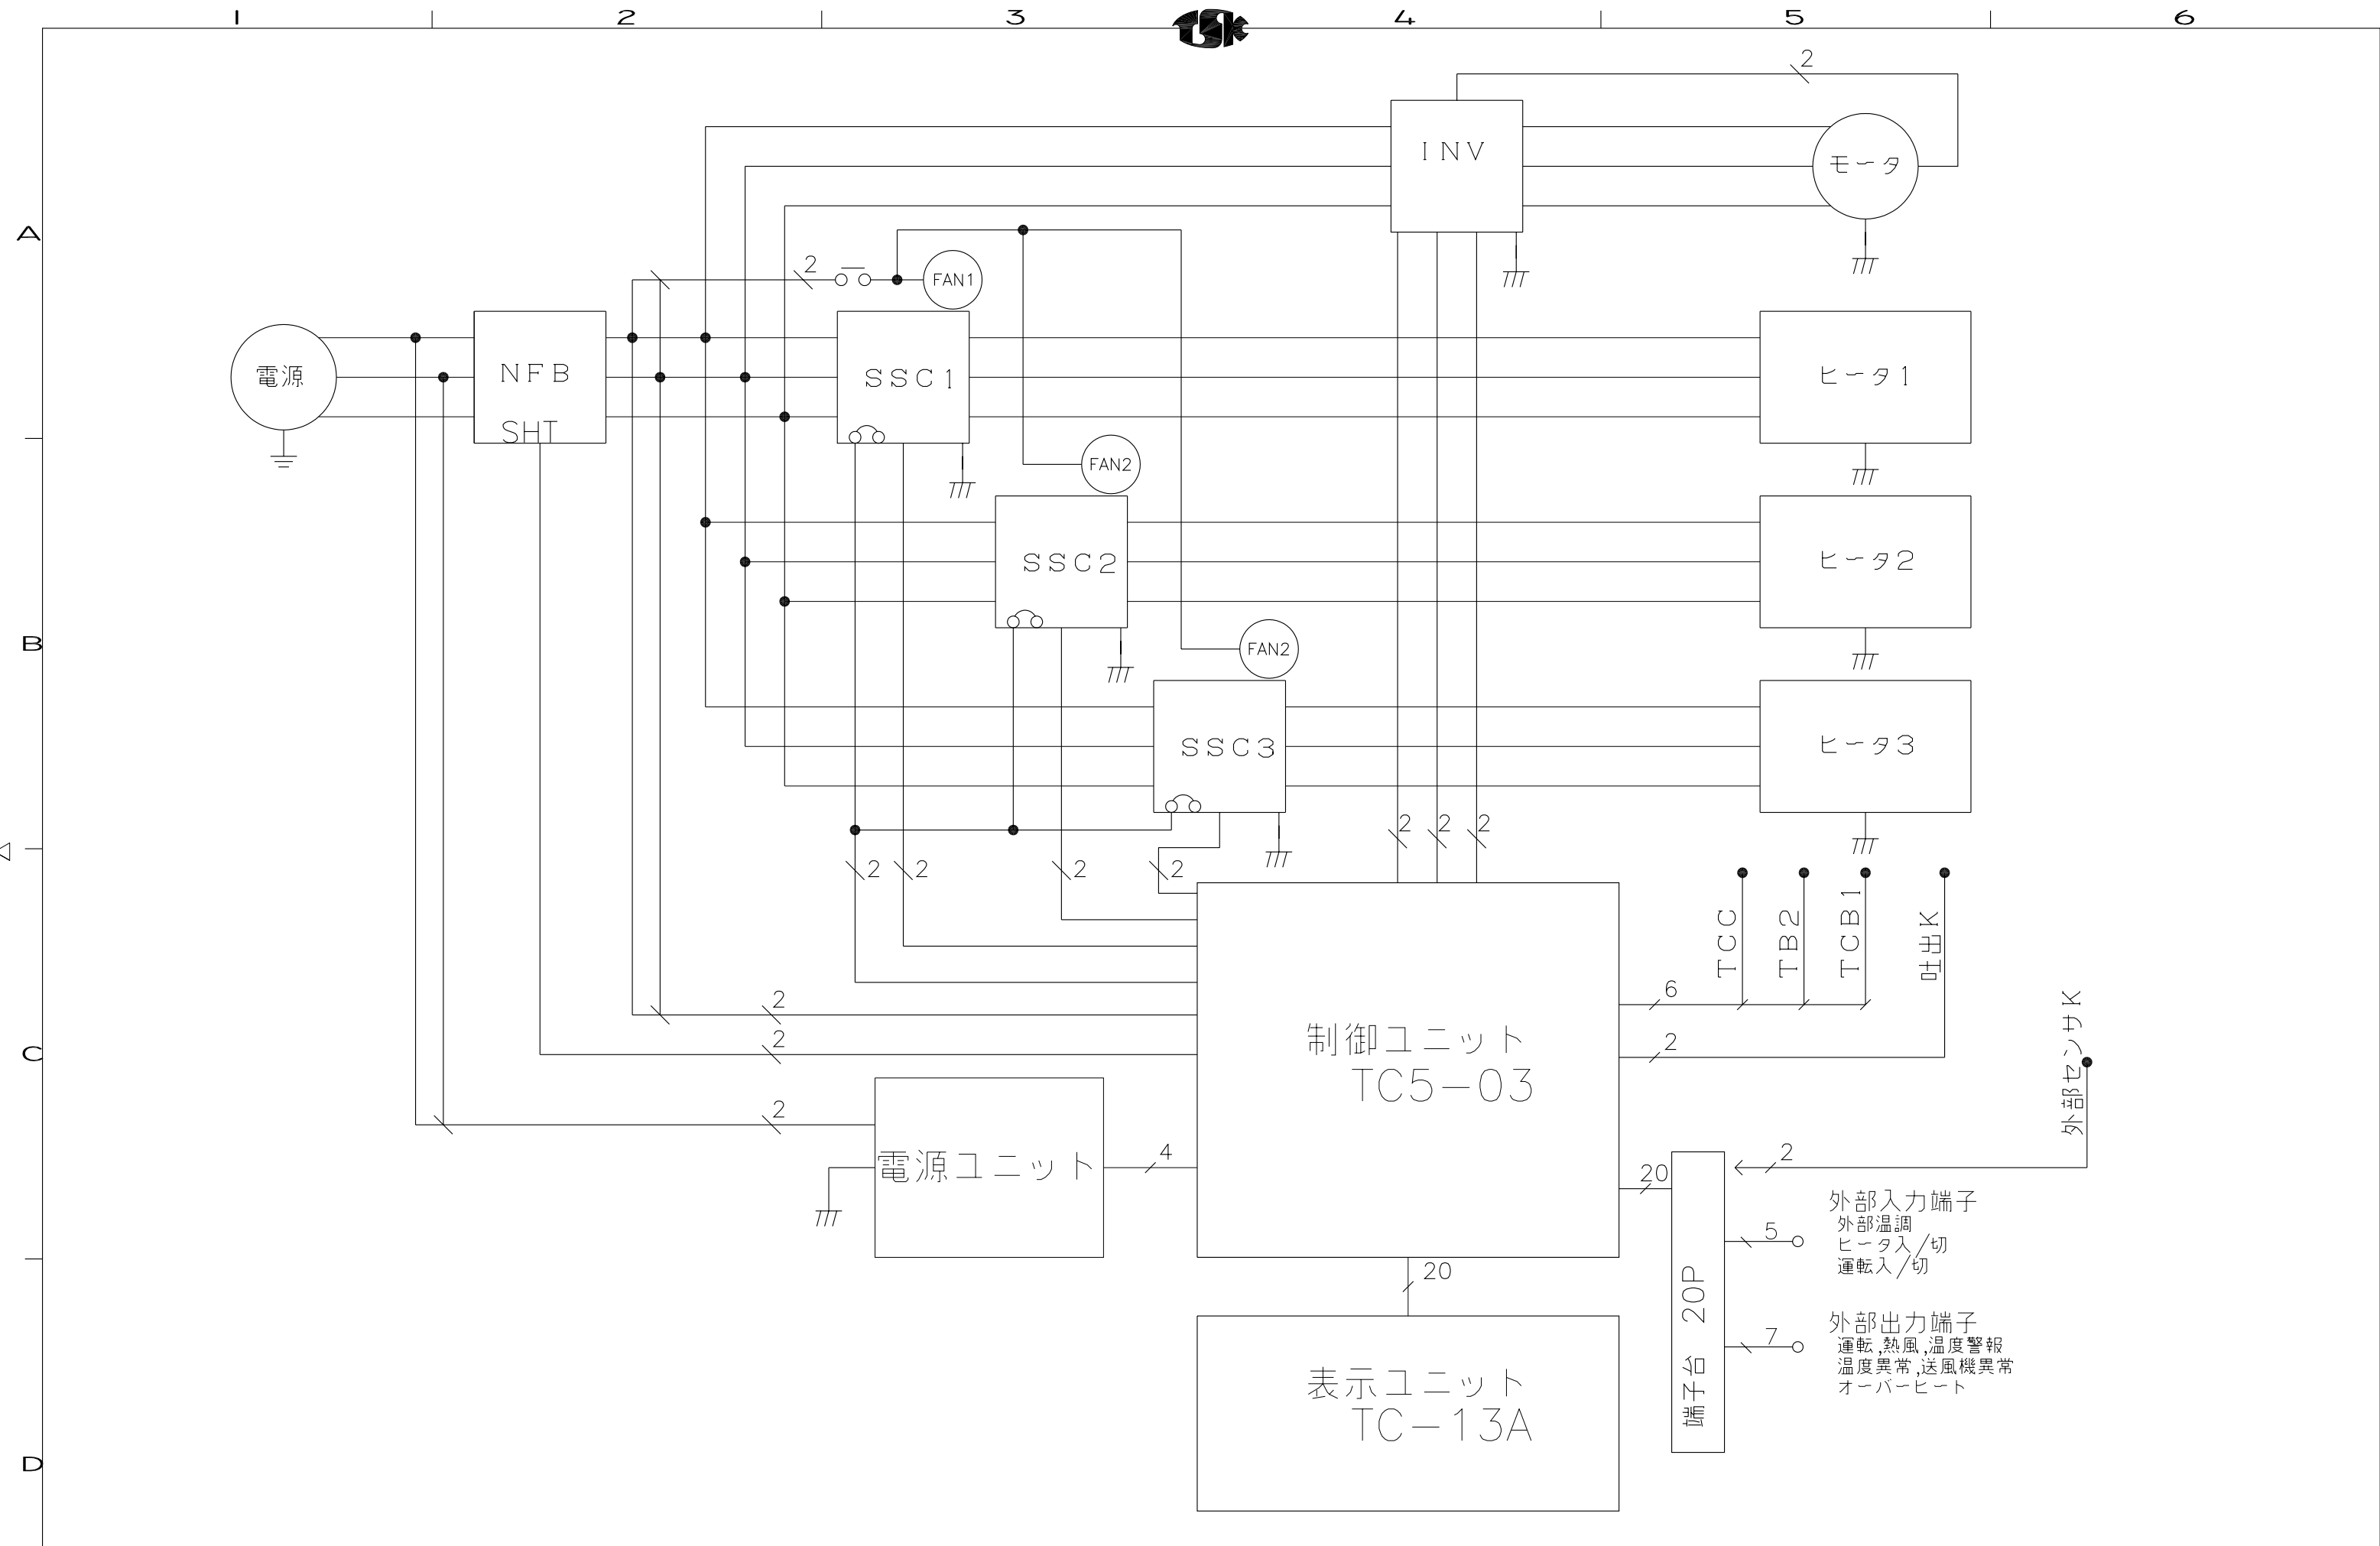 1 2 3 4 5 6
TSK
2
INV
モータ
A
2
FAN1
電源
NFB
SHT
SSC1
ヒータ1
FAN2
SSC2
ヒータ2
B
FAN2
SSC3
ヒータ3
2 2 2
2 2 2 2
TCC
TB2
TCB1
吐出K
外部センサK
6
2
2
2
C
制御ユニット
TC5-03
2
電源ユニット
4
2
20
外部入力端子
外部温調
ヒータ入/切
運転入/切
5
20
端子台 20P
外部出力端子
運転,熱風,温度警報
温度異常,送風機異常
オーバーヒート
7
表示ユニット
TC-13A
D